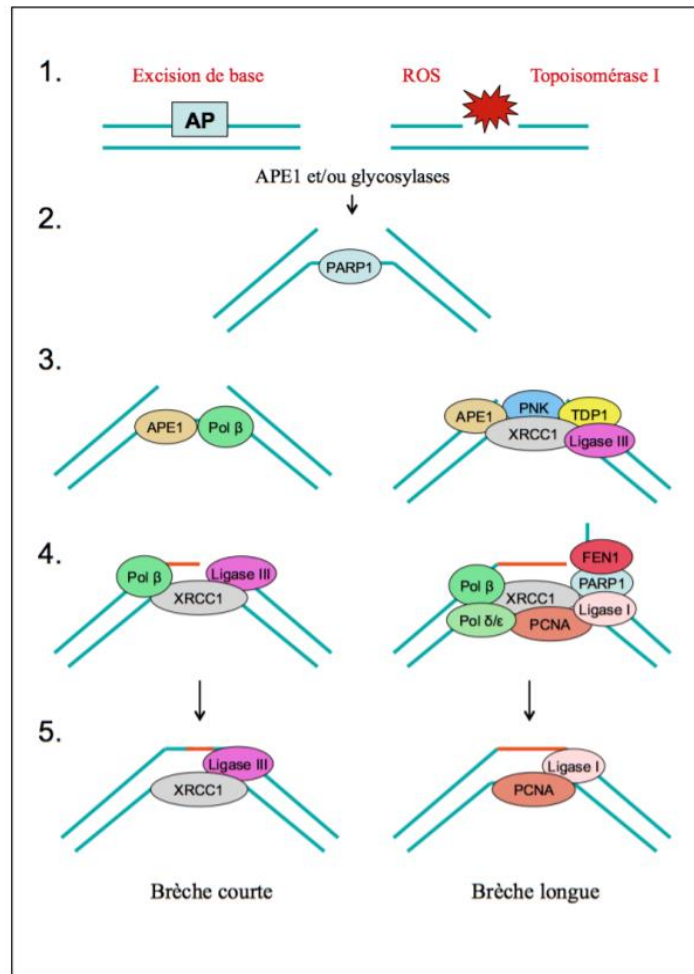 1.
Excision de base
ROS
Topoisomérase I
AP
APE1 et/ou glycosylases
2.
PARP1
3.
APE1
Pol β
APE1
PNK
TDP1
XRCC1
Ligase III
4.
Pol β
Ligase III
XRCC1
FEN1
Pol β
XRCC1
PARP1
Pol δ/ε
PCNA
Ligase I
5.
Ligase III
XRCC1
Ligase I
PCNA
Brèche courte
Brèche longue